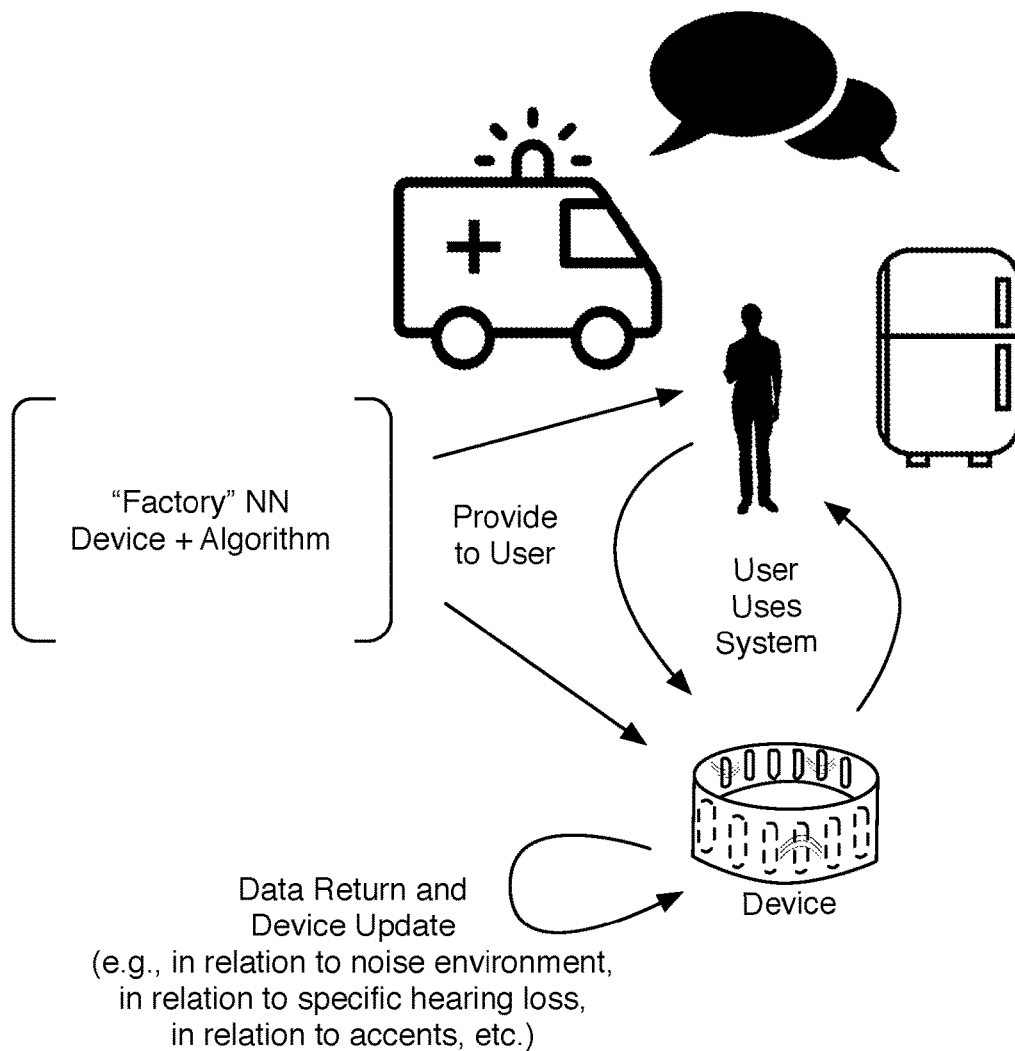 “Factory” NN
Device + Algorithm
Provide
to User
User
Uses
System
Device
Data Return and
Device Update
(e.g., in relation to noise environment,
in relation to specific hearing loss,
in relation to accents, etc.)